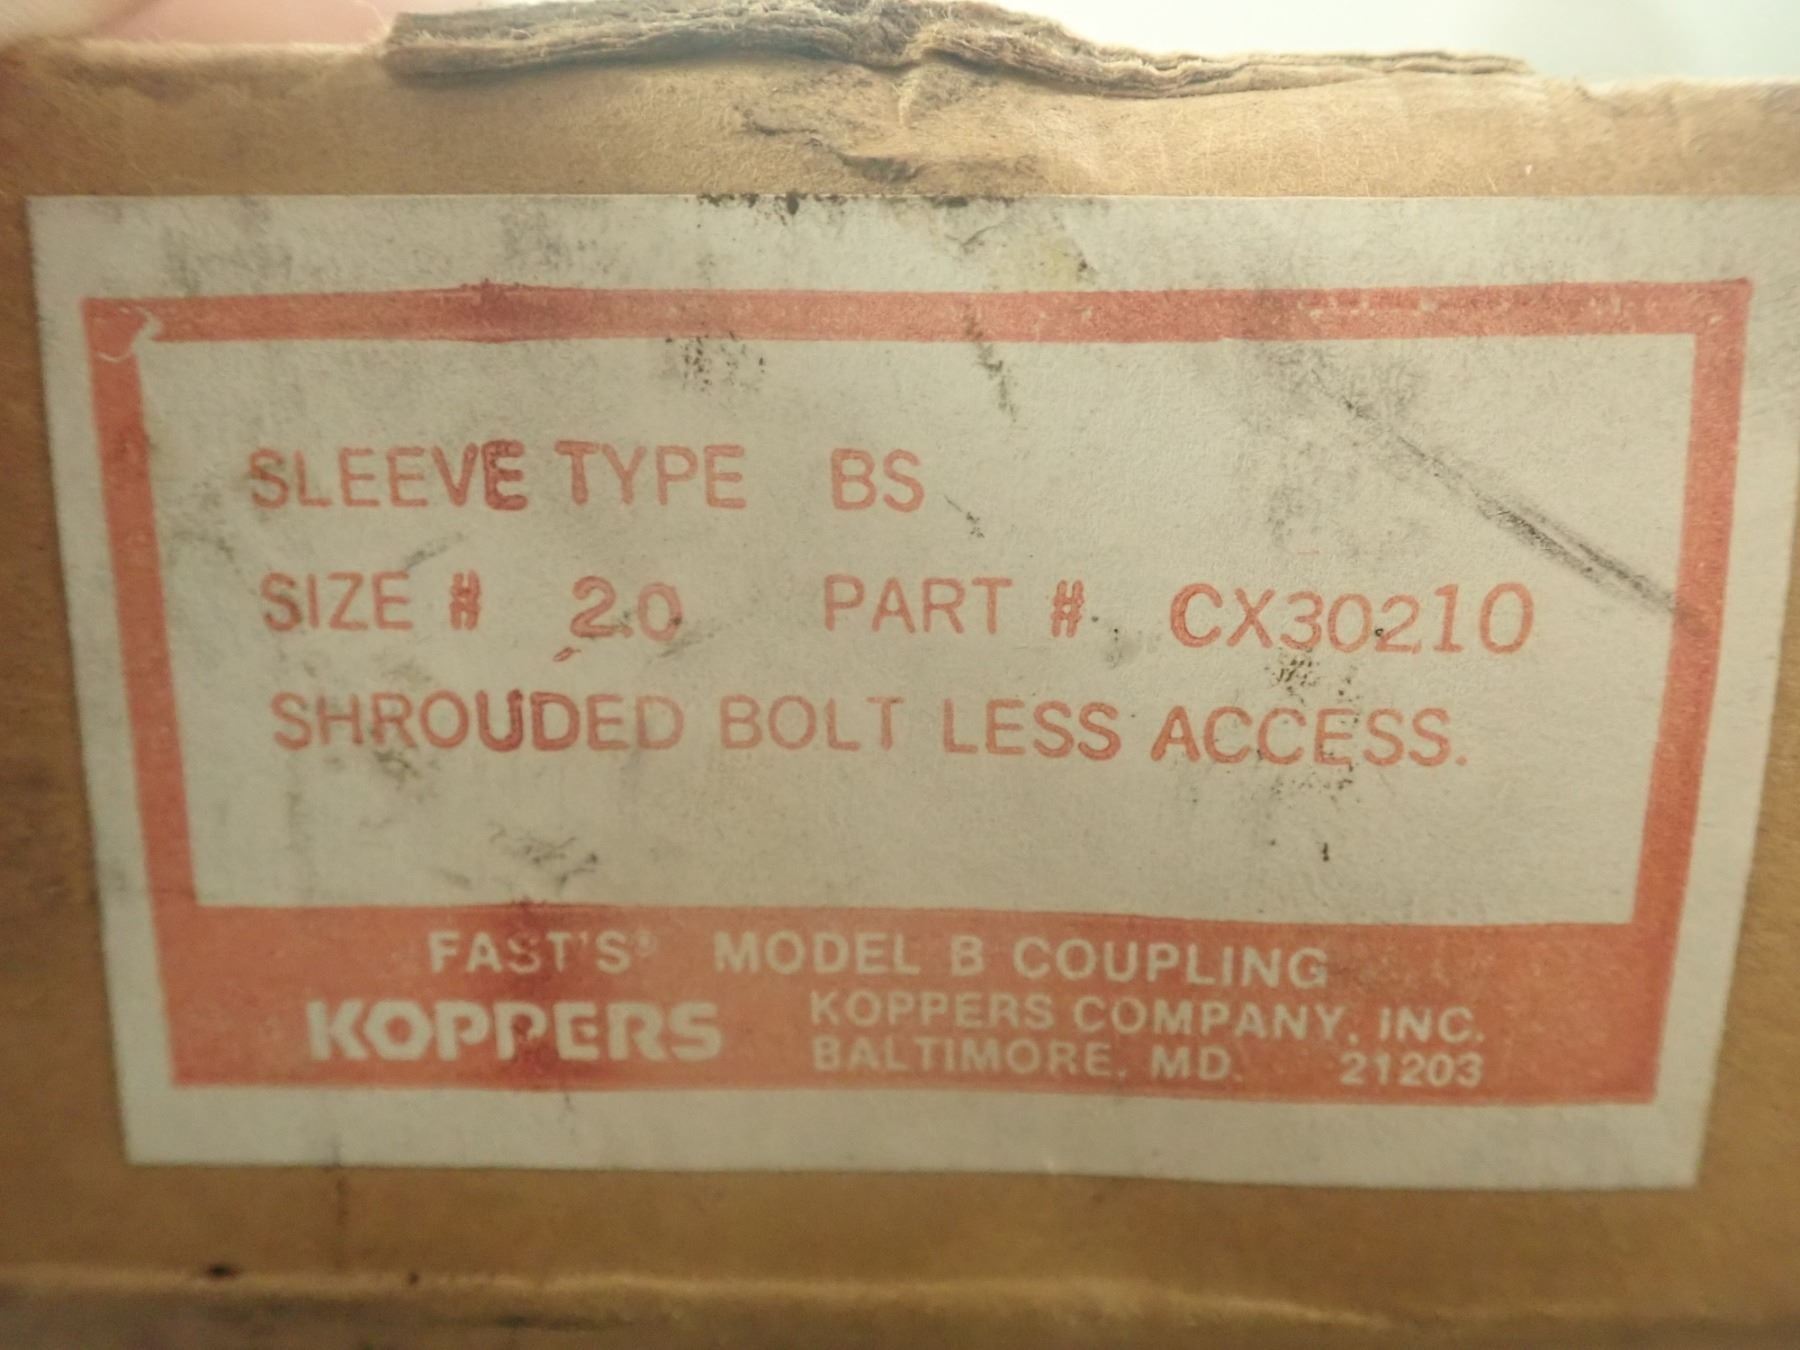 SLEEVE TYPE BS
SIZE # 2.0 PART # CX30210
SHROUDED BOLT LESS ACCESS.
FAST'S® MODEL B COUPLING
KOPPERS
KOPPERS COMPANY, INC.
BALTIMORE, MD. 21203